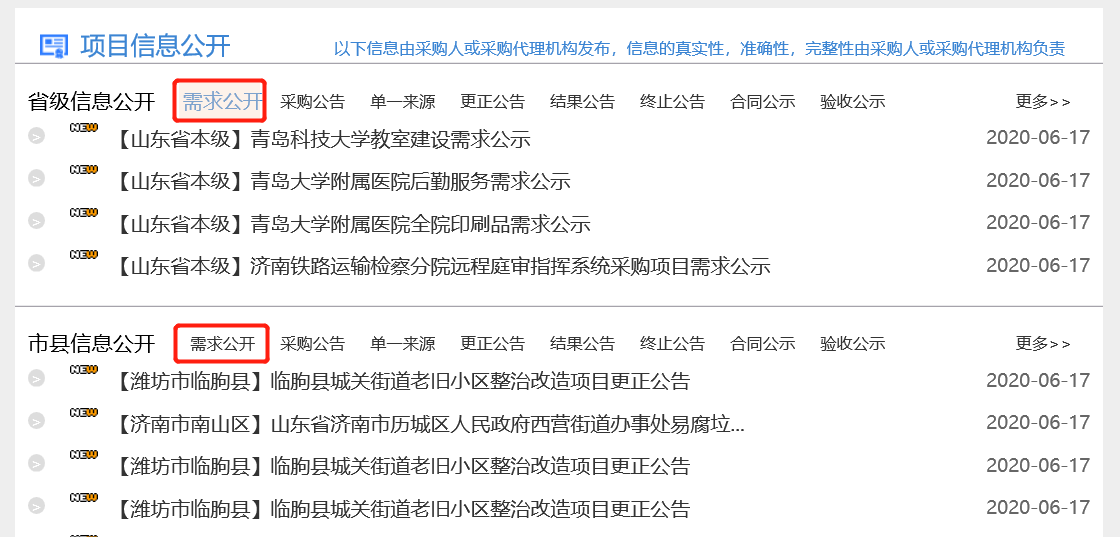 项目信息公开 以下信息由采购人或采购代理机构发布，信息的真实性，准确性，完整性由采购人或采购代理机构负责
省级信息公开 需求公开 采购公告 单一来源 更正公告 结果公告 终止公告 合同公示 验收公示 更多>>
> NEW 【山东省本级】青岛科技大学教室建设需求公示 2020-06-17
> NEW 【山东省本级】青岛大学附属医院后勤服务需求公示 2020-06-17
> NEW 【山东省本级】青岛大学附属医院全院印刷品需求公示 2020-06-17
> NEW 【山东省本级】济南铁路运输检察分院远程庭审指挥系统采购项目需求公示 2020-06-17
市县信息公开 需求公开 采购公告 单一来源 更正公告 结果公告 终止公告 合同公示 验收公示 更多>>
> NEW 【潍坊市临朐县】临朐县城关街道老旧小区整治改造项目更正公告 2020-06-17
> NEW 【济南市南山区】山东省济南市历城区人民政府西营街道办事处易腐垃... 2020-06-17
> NEW 【潍坊市临朐县】临朐县城关街道老旧小区整治改造项目更正公告 2020-06-17
> NEW 【潍坊市临朐县】临朐县城关街道老旧小区整治改造项目更正公告 2020-06-17